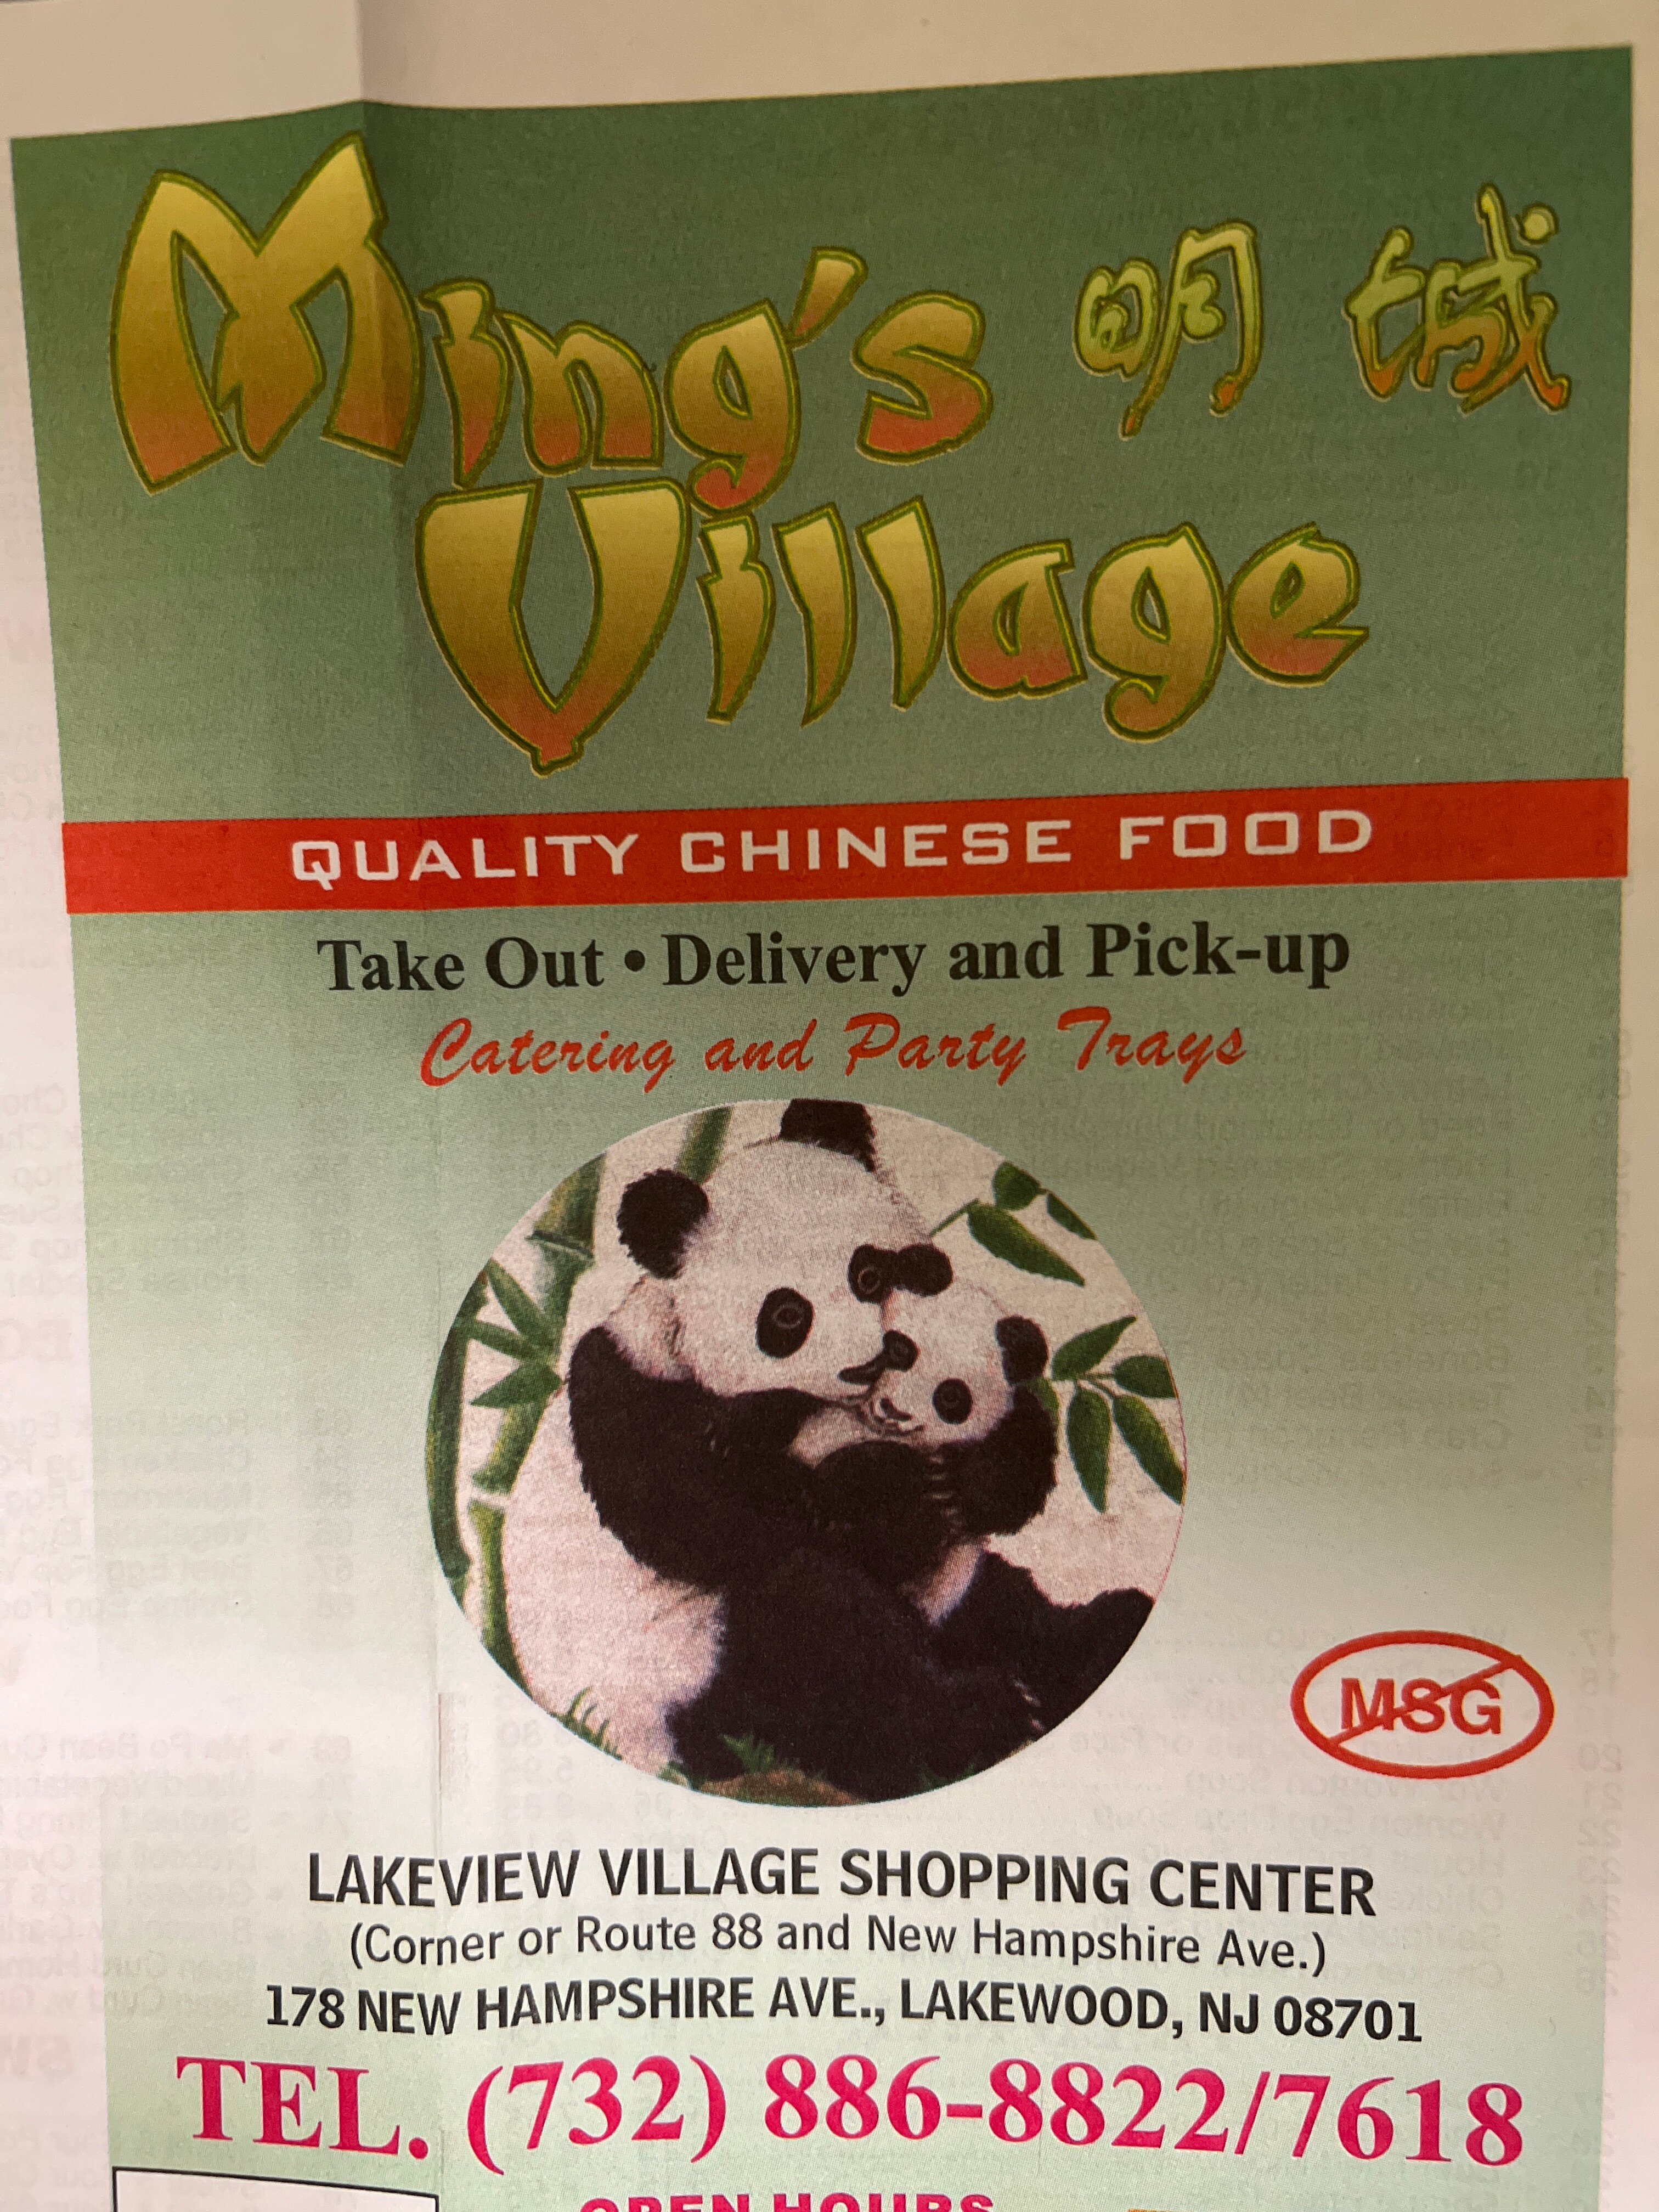 Ming's 明 城
Village
QUALITY CHINESE FOOD
Take Out • Delivery and Pick-up
Catering and Party Trays
MSG
LAKEVIEW VILLAGE SHOPPING CENTER
(Corner or Route 88 and New Hampshire Ave.)
178 NEW HAMPSHIRE AVE., LAKEWOOD, NJ 08701
TEL. (732) 886-8822/7618
OPEN HOURS